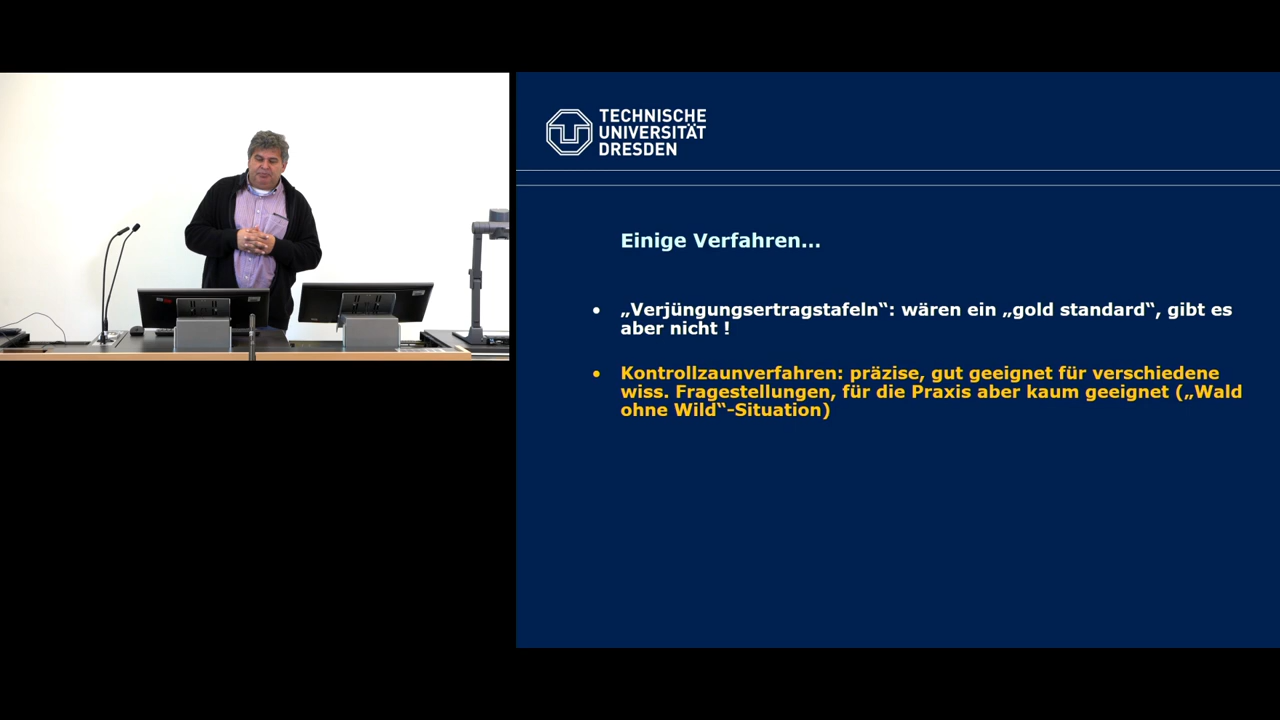 TECHNISCHE
UNIVERSITÄT
DRESDEN
Einige Verfahren...
• „Verjüngungsertragstafeln“: wären ein „gold standard“, gibt es
aber nicht !
• Kontrollzaunverfahren: präzise, gut geeignet für verschiedene
wiss. Fragestellungen, für die Praxis aber kaum geeignet („Wald
ohne Wild“-Situation)